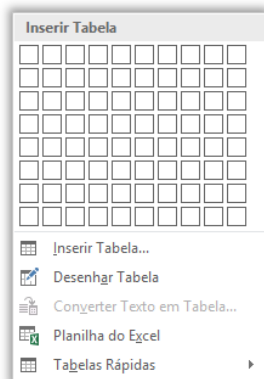 Inserir Tabela
Inserir Tabela...
Desenhar Tabela
Converter Texto em Tabela...
Planilha do Excel
Tabelas Rápidas